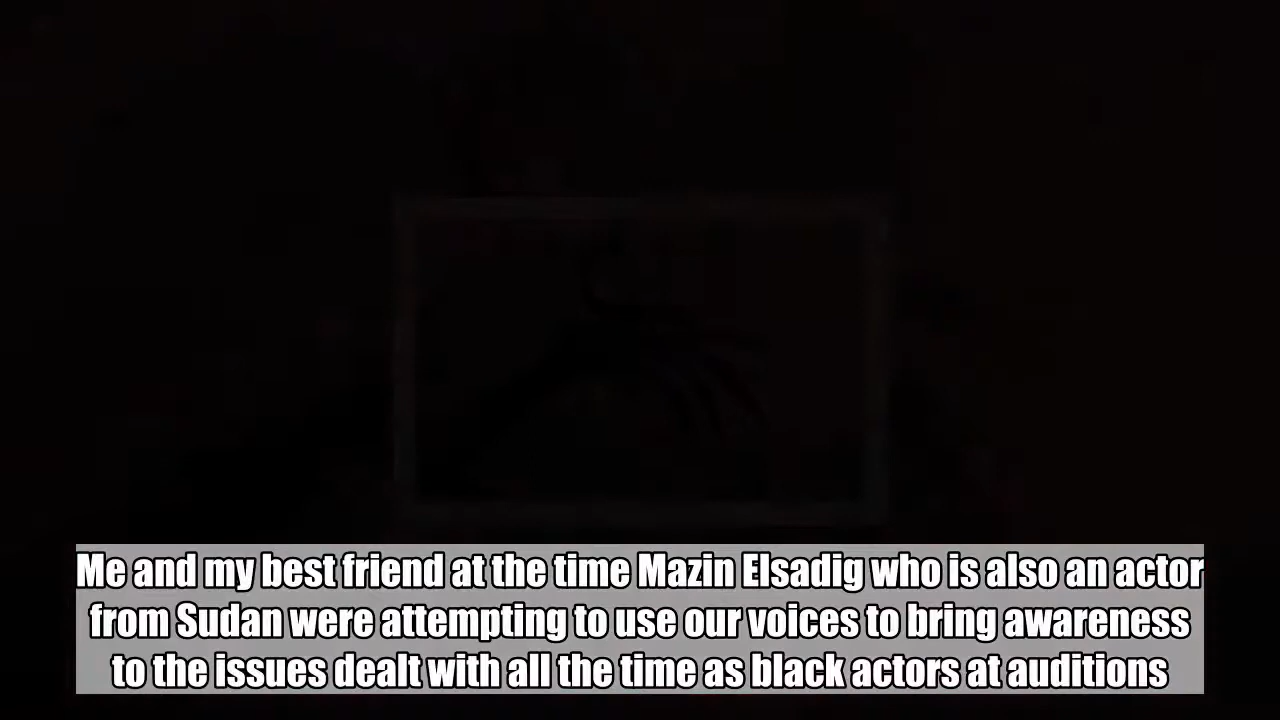 Me and my best friend at the time Mazin Elsadig who is also an actor
from Sudan were attempting to use our voices to bring awareness
to the issues dealt with all the time as black actors at auditions